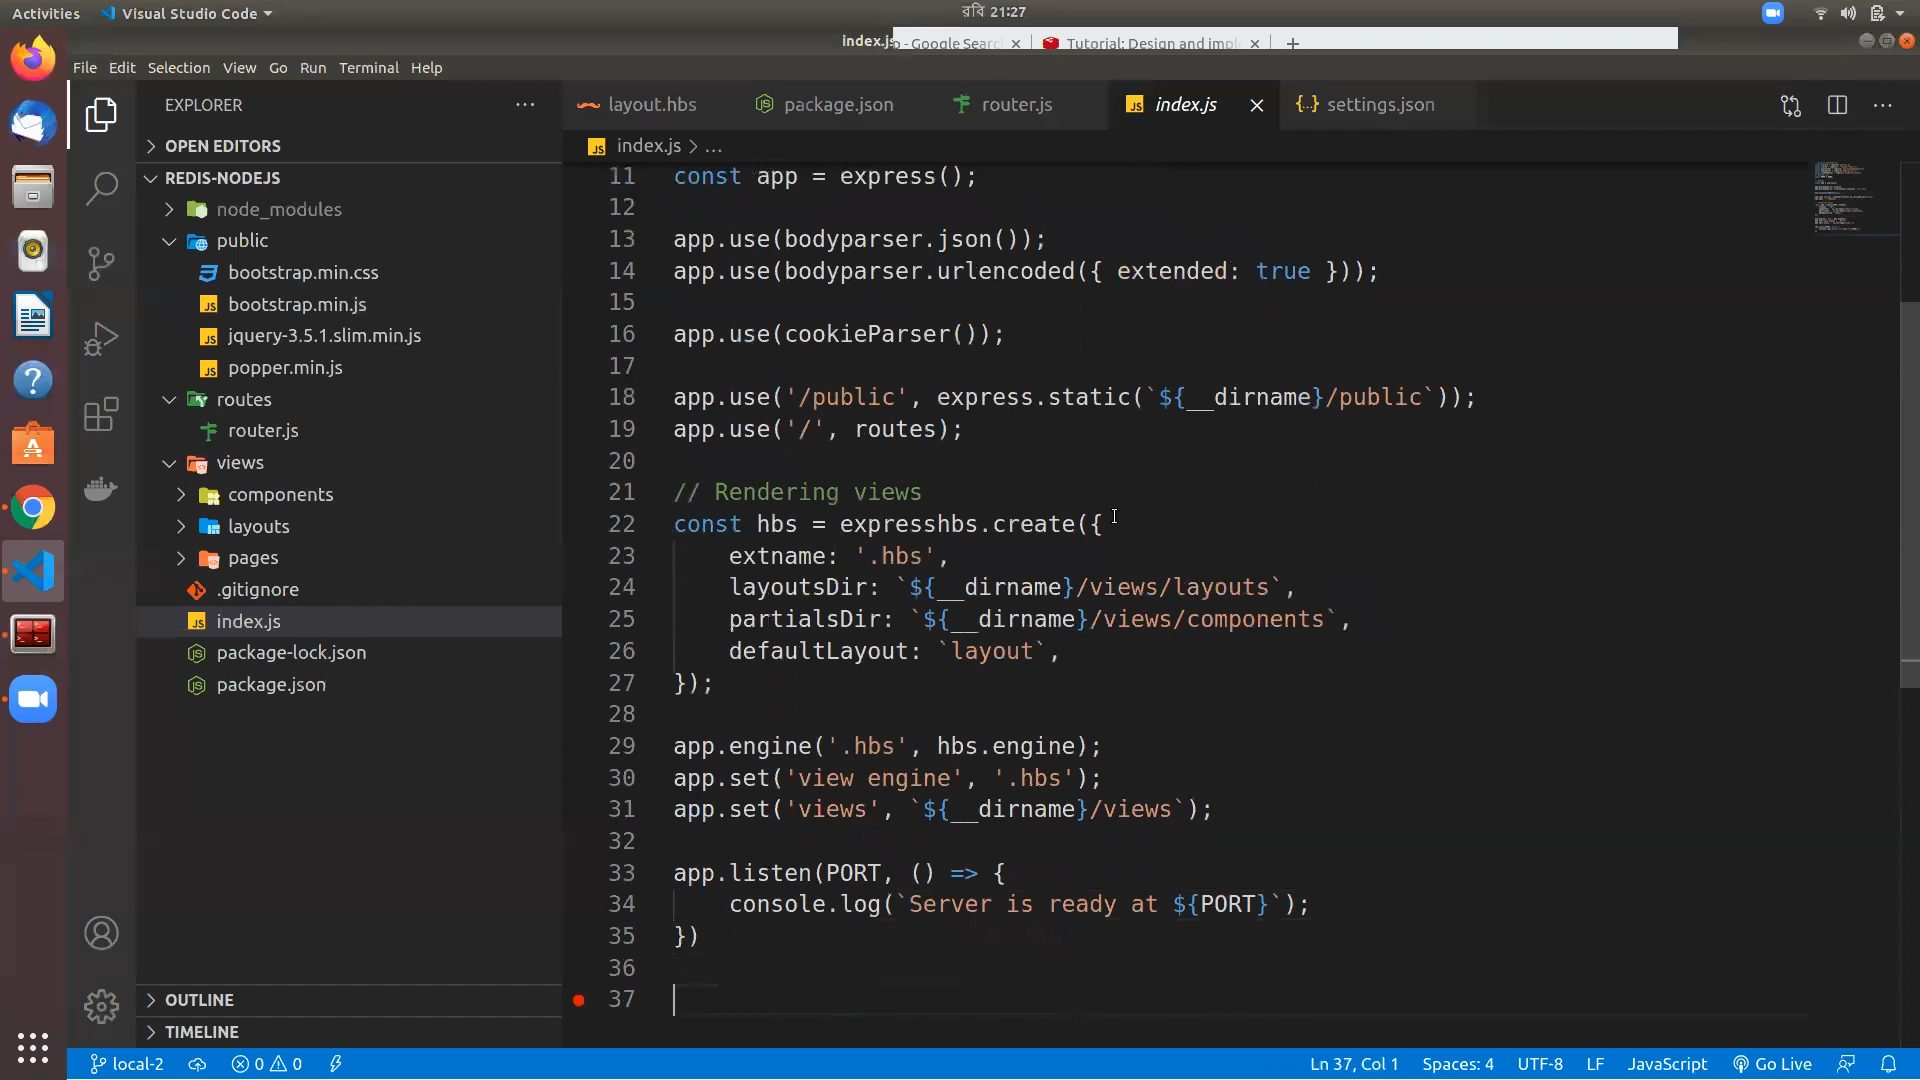 Activities
Visual Studio Code
রবি 21:27
index.js
- Google Searc
Tutorial: Design and imple
File Edit Selection View Go Run Terminal Help
EXPLORER
OPEN EDITORS
REDIS-NODEJS
node_modules
public
bootstrap.min.css
bootstrap.min.js
jquery-3.5.1.slim.min.js
popper.min.js
routes
router.js
views
components
layouts
pages
.gitignore
index.js
package-lock.json
package.json
OUTLINE
TIMELINE
layout.hbs
package.json
router.js
index.js
settings.json
index.js > ...
11 const app = express();
12
13 app.use(bodyparser.json());
14 app.use(bodyparser.urlencoded({ extended: true }));
15
16 app.use(cookieParser());
17
18 app.use('/public', express.static(`${__dirname}/public`));
19 app.use('/', routes);
20
21 // Rendering views
22 const hbs = expresshbs.create({
23 extname: '.hbs',
24 layoutsDir: `${__dirname}/views/layouts`,
25 partialsDir: `${__dirname}/views/components`,
26 defaultLayout: `layout`,
27 });
28
29 app.engine('.hbs', hbs.engine);
30 app.set('view engine', '.hbs');
31 app.set('views', `${__dirname}/views`);
32
33 app.listen(PORT, () => {
34 console.log(`Server is ready at ${PORT}`);
35 })
36
37
local-2
0 0
Ln 37, Col 1
Spaces: 4
UTF-8
LF
JavaScript
Go Live